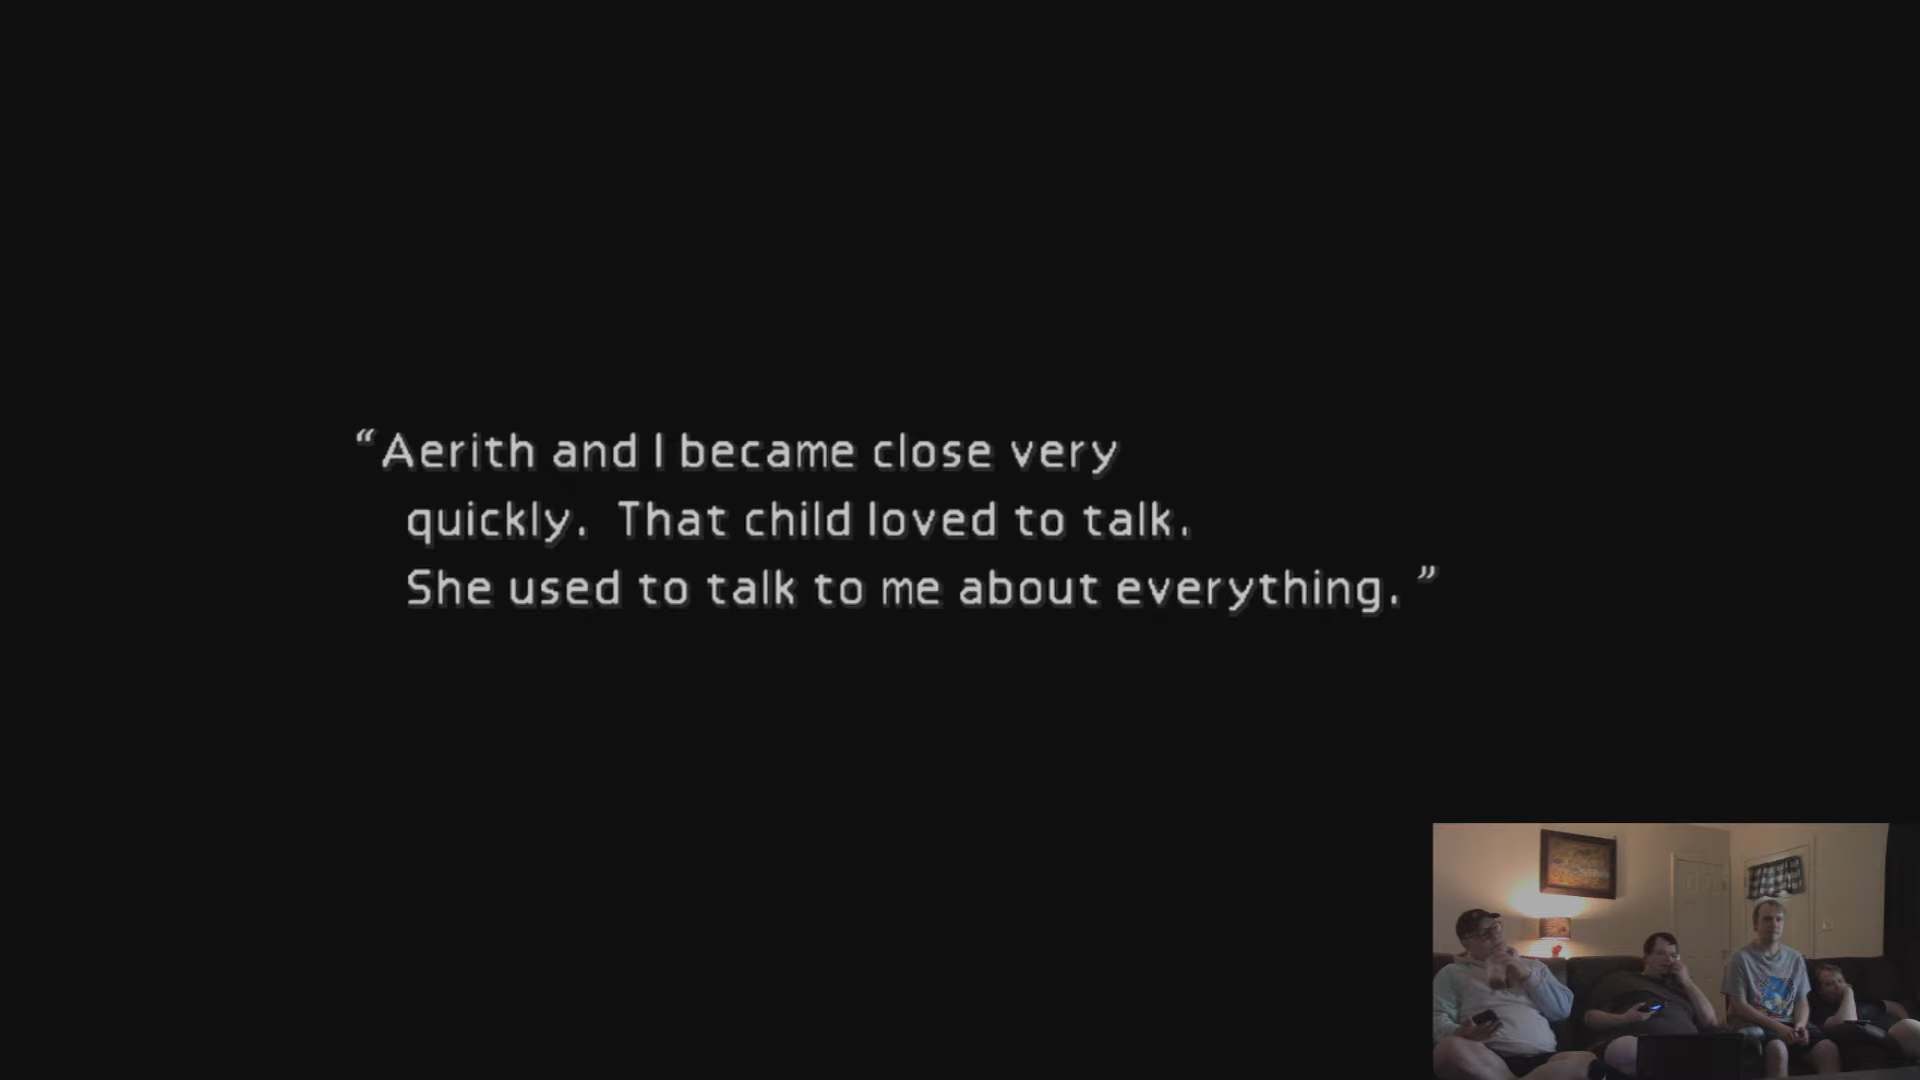 “Aerith and I became close very
quickly. That child loved to talk.
She used to talk to me about everything.”